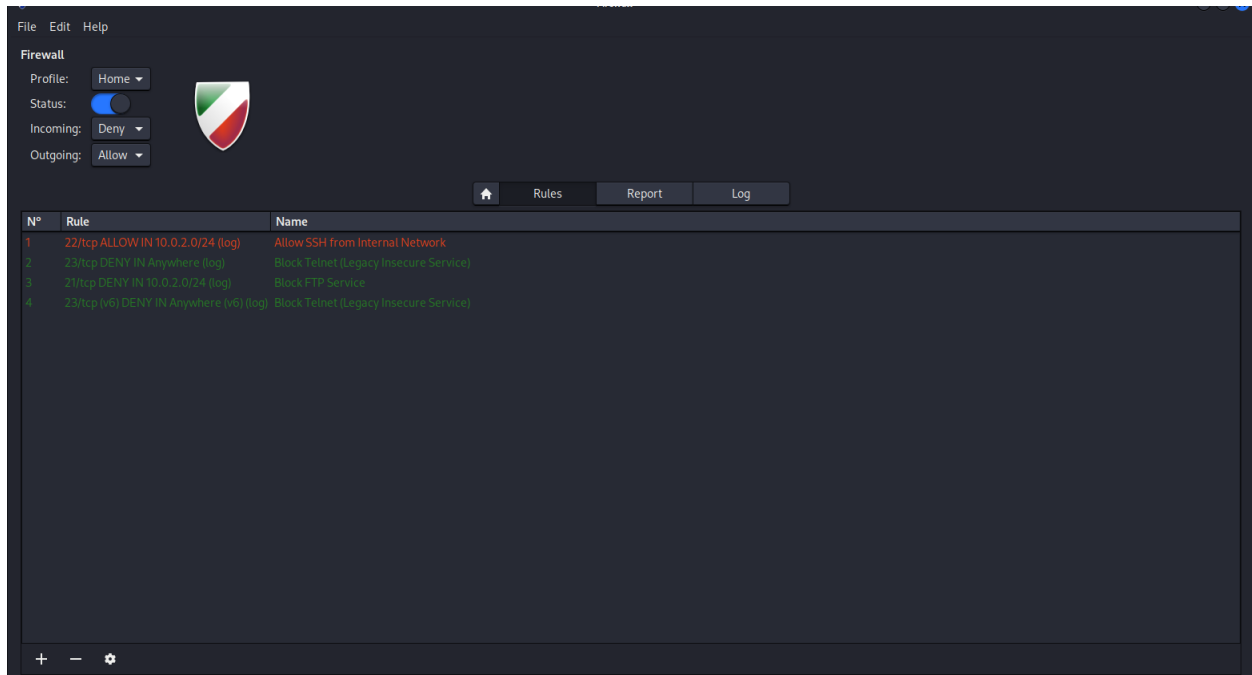 File Edit Help
Firewall
Profile: Home
Status:
Incoming: Deny
Outgoing: Allow
Rules Report Log
Nº Rule Name
1 22/tcp ALLOW IN 10.0.2.0/24 (log) Allow SSH from Internal Network
2 23/tcp DENY IN Anywhere (log) Block Telnet (Legacy Insecure Service)
3 21/tcp DENY IN 10.0.2.0/24 (log) Block FTP Service
4 23/tcp (v6) DENY IN Anywhere (v6) (log) Block Telnet (Legacy Insecure Service)